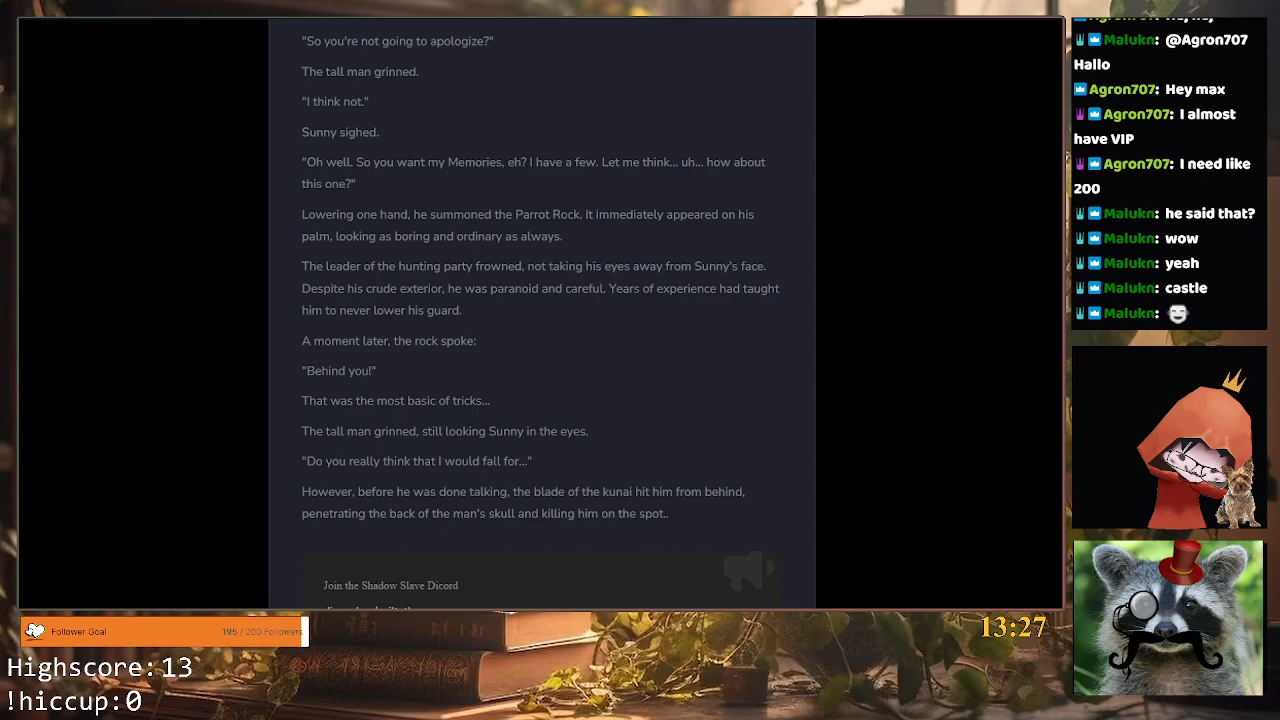 "So you're not going to apologize?"
The tall man grinned.
"I think not."
Sunny sighed.
"Oh well. So you want my Memories, eh? I have a few. Let me think... uh... how about
this one?"
Lowering one hand, he summoned the Parrot Rock. It immediately appeared on his
palm, looking as boring and ordinary as always.
The leader of the hunting party frowned, not taking his eyes away from Sunny's face.
Despite his crude exterior, he was paranoid and careful. Years of experience had taught
him to never lower his guard.
A moment later, the rock spoke:
"Behind you!"
That was the most basic of tricks...
The tall man grinned, still looking Sunny in the eyes.
"Do you really think that I would fall for..."
However, before he was done talking, the blade of the kunai hit him from behind,
penetrating the back of the man's skull and killing him on the spot..
Join the Shadow Slave Dicord
Malukn: @Agron707
Hallo
Agron707: Hey max
Agron707: I almost
have VIP
Agron707: I need like
200
Malukn: he said that?
Malukn: wow
Malukn: yeah
Malukn: castle
Malukn:
Follower Goal
195 / 200 Followers
13:27
Highscore:13
!hiccup:0